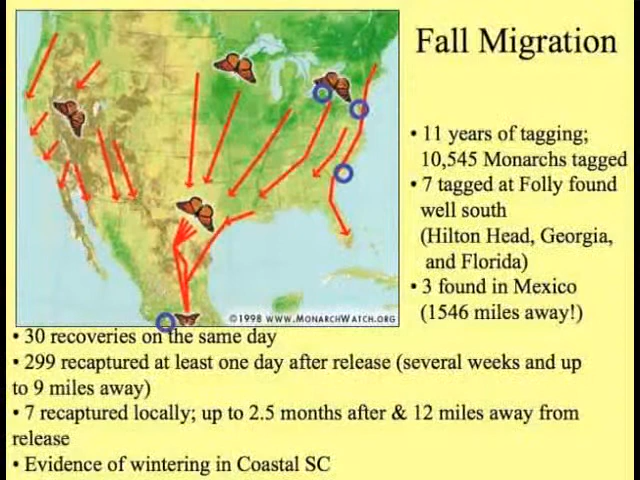 Fall Migration
• 11 years of tagging;
10,545 Monarchs tagged
• 7 tagged at Folly found
well south
(Hilton Head, Georgia,
and Florida)
• 3 found in Mexico
(1546 miles away!)
©1998 www.MonarchWatch.org
• 30 recoveries on the same day
• 299 recaptured at least one day after release (several weeks and up
to 9 miles away)
• 7 recaptured locally; up to 2.5 months after & 12 miles away from
release
• Evidence of wintering in Coastal SC